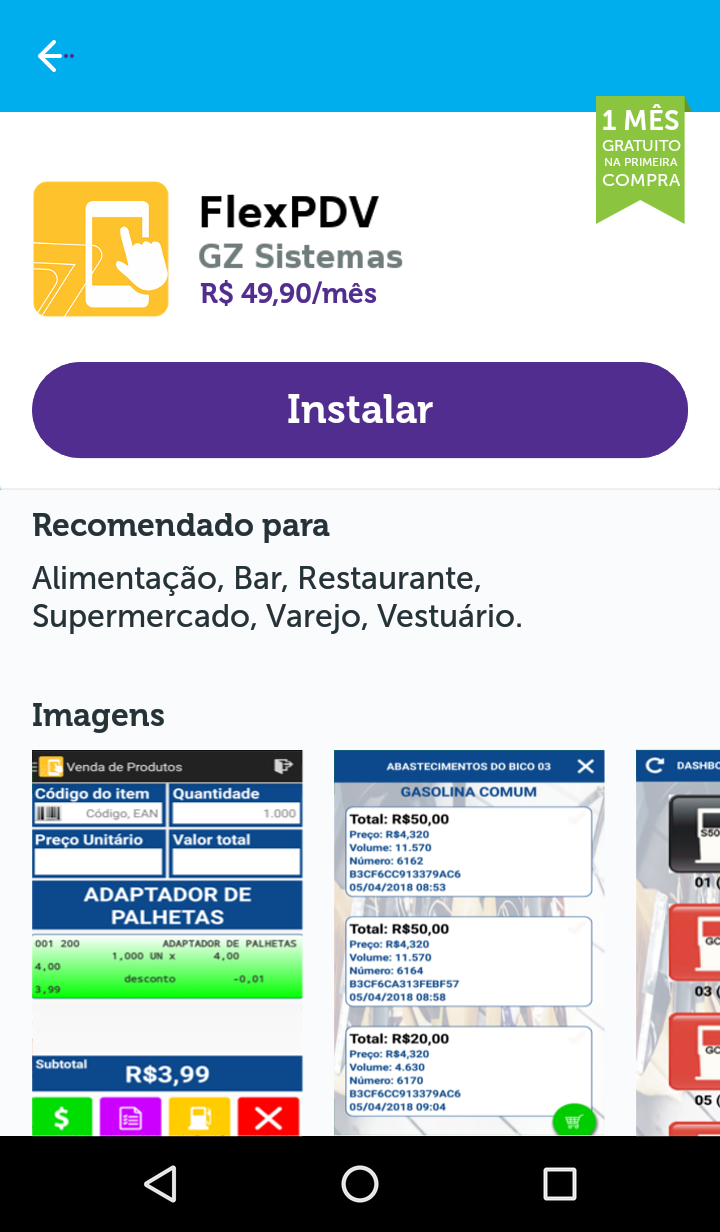 1 MÊS
GRATUITO
NA PRIMEIRA
COMPRA
FlexPDV
GZ Sistemas
R$ 49,90/mês
Instalar
Recomendado para
Alimentação, Bar, Restaurante,
Supermercado, Varejo, Vestuário.
Imagens
Venda de Produtos
Código do item Quantidade
Código, EAN 1.000
Preço Unitário Valor total
ADAPTADOR DE
PALHETAS
001 200 ADAPTADOR DE PALHETAS
1,000 UN x 4,00
4,00
desconto -0,01
3,99
Subtotal
R$3,99
$
ABASTECIMENTOS DO BICO 03
GASOLINA COMUM
Total: R$50,00
Preço: R$4,320
Volume: 11.570
Número: 6162
B3CF6CC913379AC6
05/04/2018 08:53
Total: R$50,00
Preço: R$4,320
Volume: 11.570
Número: 6164
B3CF6CA313FEBF57
05/04/2018 08:58
Total: R$20,00
Preço: R$4,320
Volume: 4.630
Número: 6170
B3CF6CC913379AC6
05/04/2018 09:04
DASHBO
S50
01 (
GC
03 (
GC
05 (